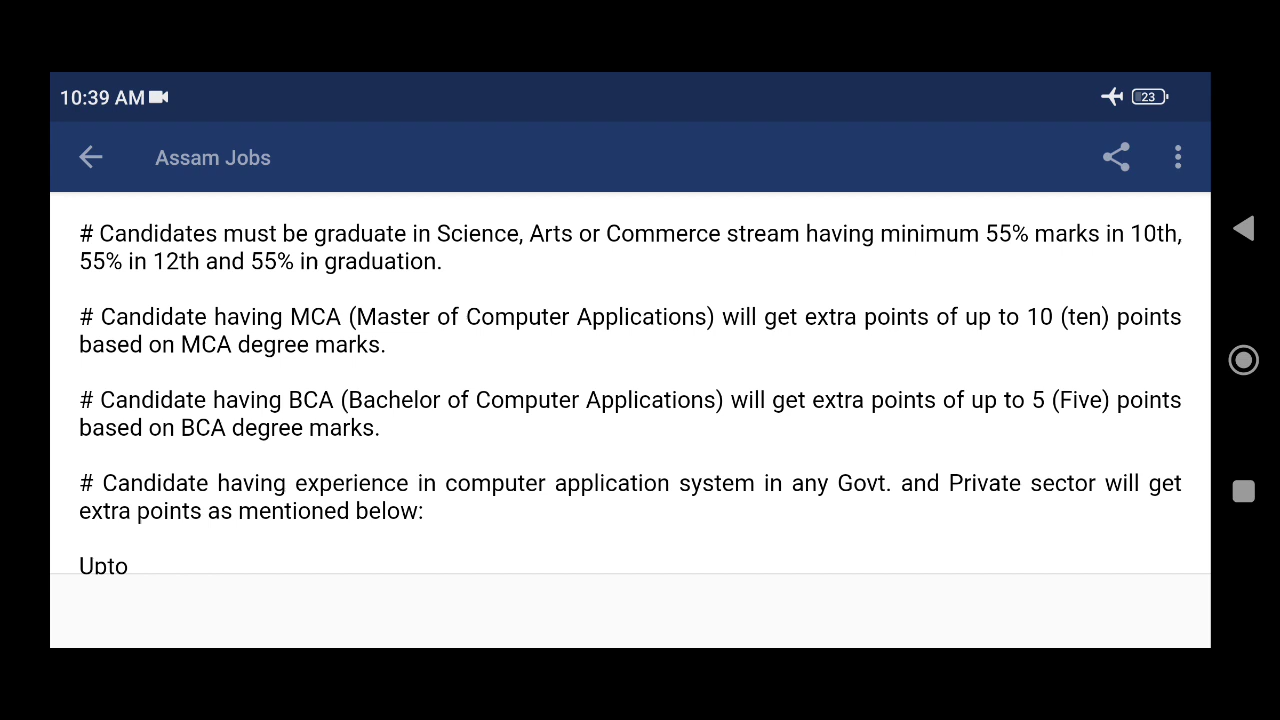 10:39 AM
23
Assam Jobs
# Candidates must be graduate in Science, Arts or Commerce stream having minimum 55% marks in 10th,
55% in 12th and 55% in graduation.
# Candidate having MCA (Master of Computer Applications) will get extra points of up to 10 (ten) points
based on MCA degree marks.
# Candidate having BCA (Bachelor of Computer Applications) will get extra points of up to 5 (Five) points
based on BCA degree marks.
# Candidate having experience in computer application system in any Govt. and Private sector will get
extra points as mentioned below:
Upto